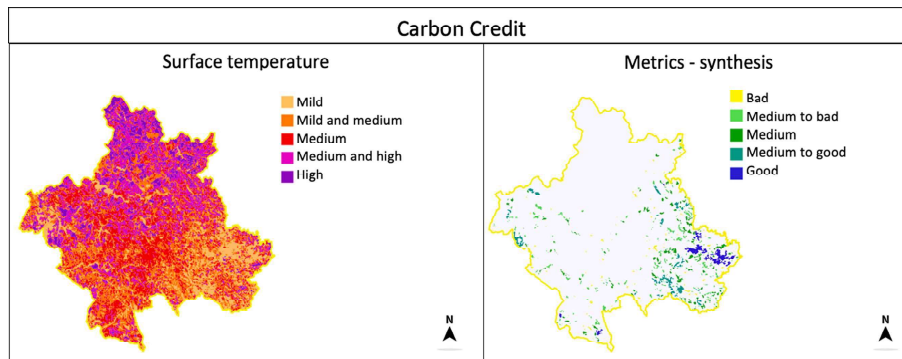 Carbon Credit
Surface temperature
Mild
Mild and medium
Medium
Medium and high
High
N
Metrics - synthesis
Bad
Medium to bad
Medium
Medium to good
Good
N